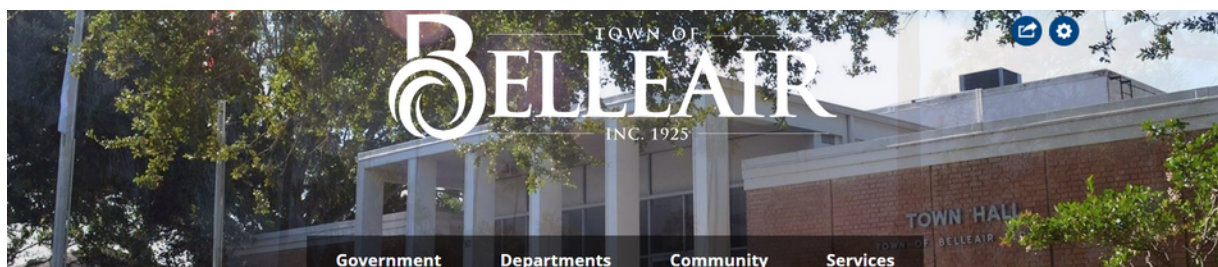 TOWN OF
BELLEAIR
INC. 1925
TOWN HALL
TOWN OF BELLEAIR
Government Departments Community Services